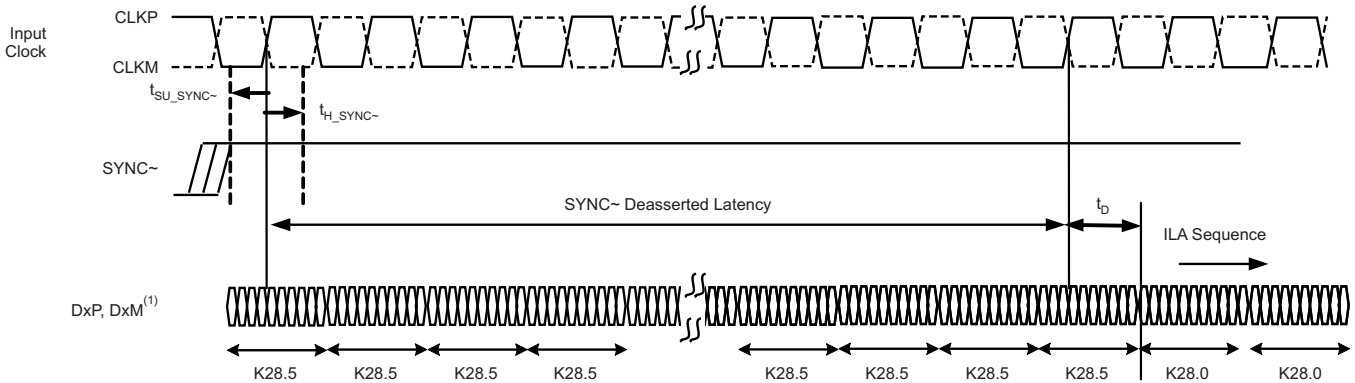 Input
Clock
CLKP
CLKM
tSU_SYNC~
tH_SYNC~
SYNC~
SYNC~ Deasserted Latency
tD
ILA Sequence
DxP, DxM(1)
K28.5 K28.5 K28.5 K28.5 K28.5 K28.5 K28.5 K28.5 K28.0 K28.0